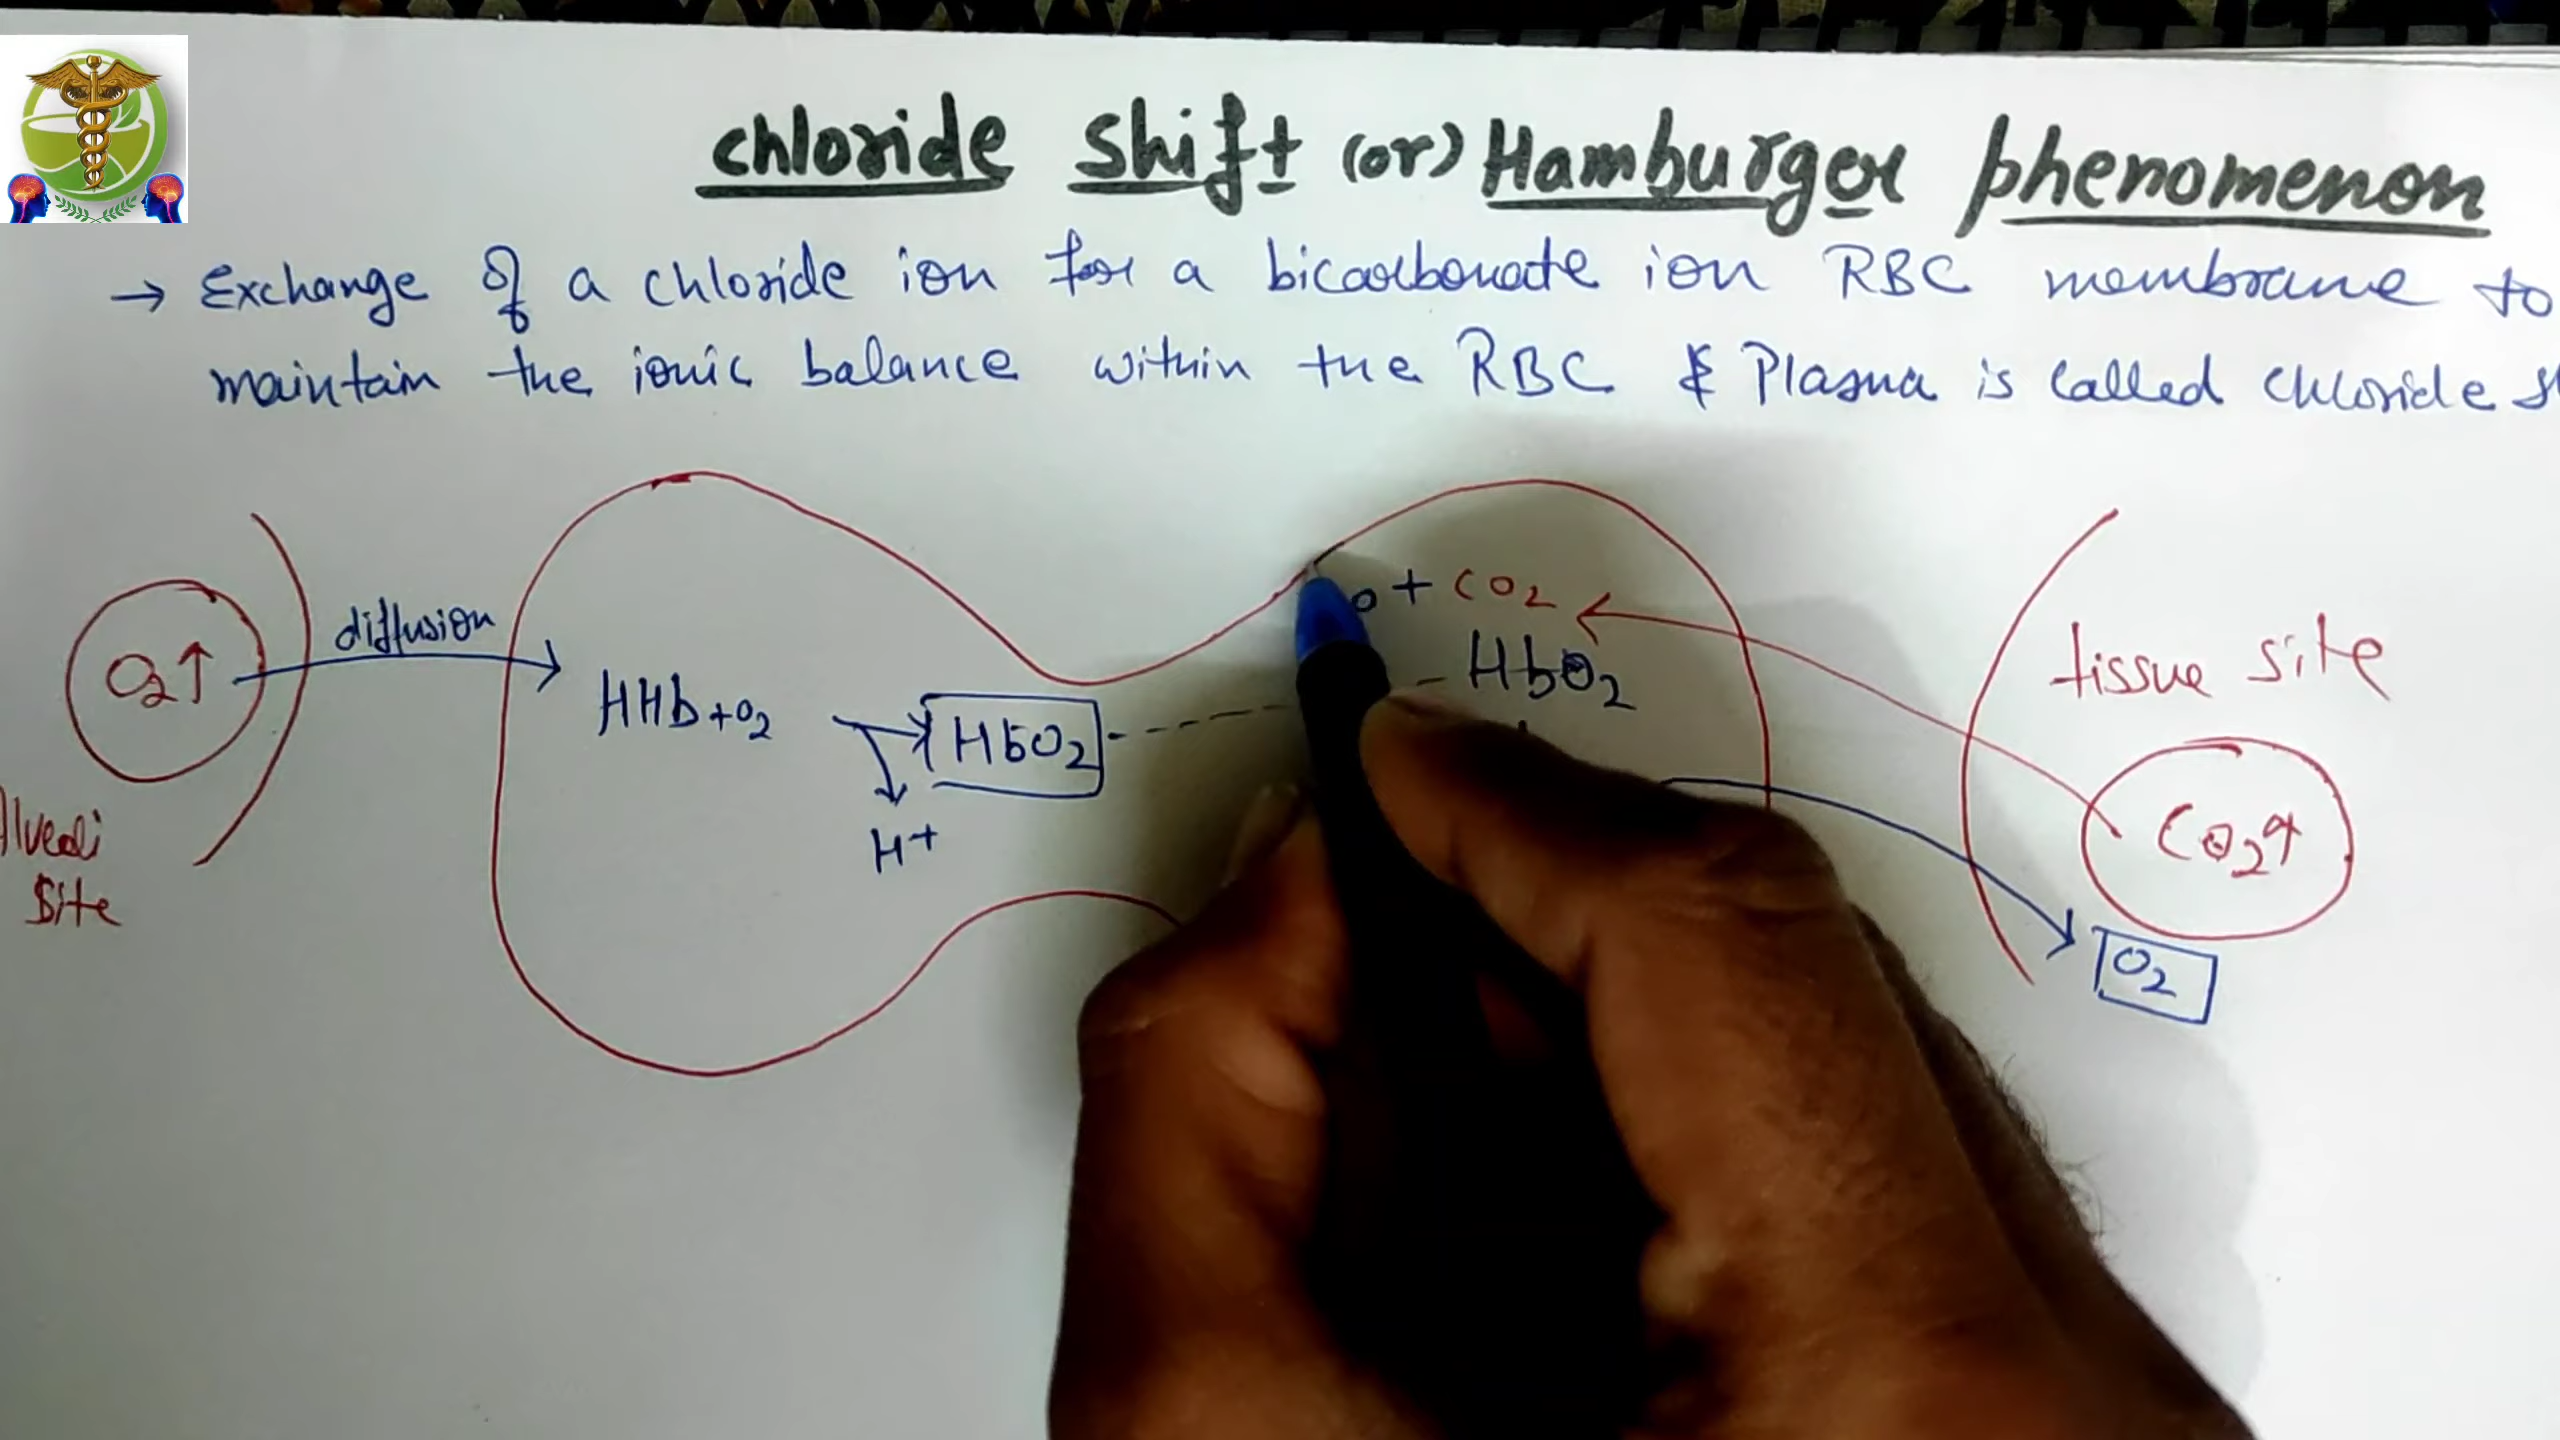 chloride shift (or) Hamburger phenomenon
→ Exchange of a chloride ion for a bicarbonate ion RBC membrane to
maintain the ionic balance within the RBC & Plasma is called chloride
O2↑
diffusion
HHb+O2
HbO2
H+
Alveoli
Site
+ CO2
HbO2
tissue site
CO2↑
O2